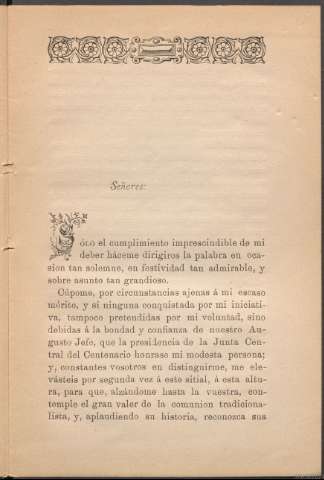 Señores:
Sólo el cumplimiento imprescindible de mi
deber háceme dirigiros la palabra en oca-
sion tan solemne, en festividad tan admirable, y
sobre asunto tan grandioso.
Cúpome, por circunstancias ajenas á mi escaso
mérito, y si ninguna conquistada por mi iniciati-
va, tampoco pretendidas por mi voluntad, sino
debidas á la bondad y confianza de nuestro Au-
gusto Jefe, que la presidencia de la Junta Cen-
tral del Centenario honrase mi modesta persona;
y, constantes vosotros en distinguirme, me ele-
vásteis por segunda vez á este sitial, á esta altu-
ra, para que, alzándome hasta la vuestra, con-
temple el gran valer de la comunion tradiciona-
lista, y, aplaudiendo su historia, reconozca sus